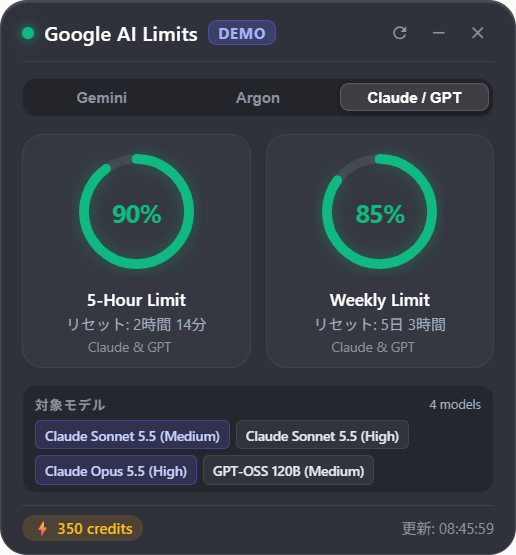 Google AI Limits DEMO
Gemini Argon Claude / GPT
90% 85%
5-Hour Limit Weekly Limit
リセット: 2時間 14分 リセット: 5日 3時間
Claude & GPT Claude & GPT
対象モデル 4 models
Claude Sonnet 5.5 (Medium) Claude Sonnet 5.5 (High)
Claude Opus 5.5 (High) GPT-OSS 120B (Medium)
350 credits 更新: 08:45:59